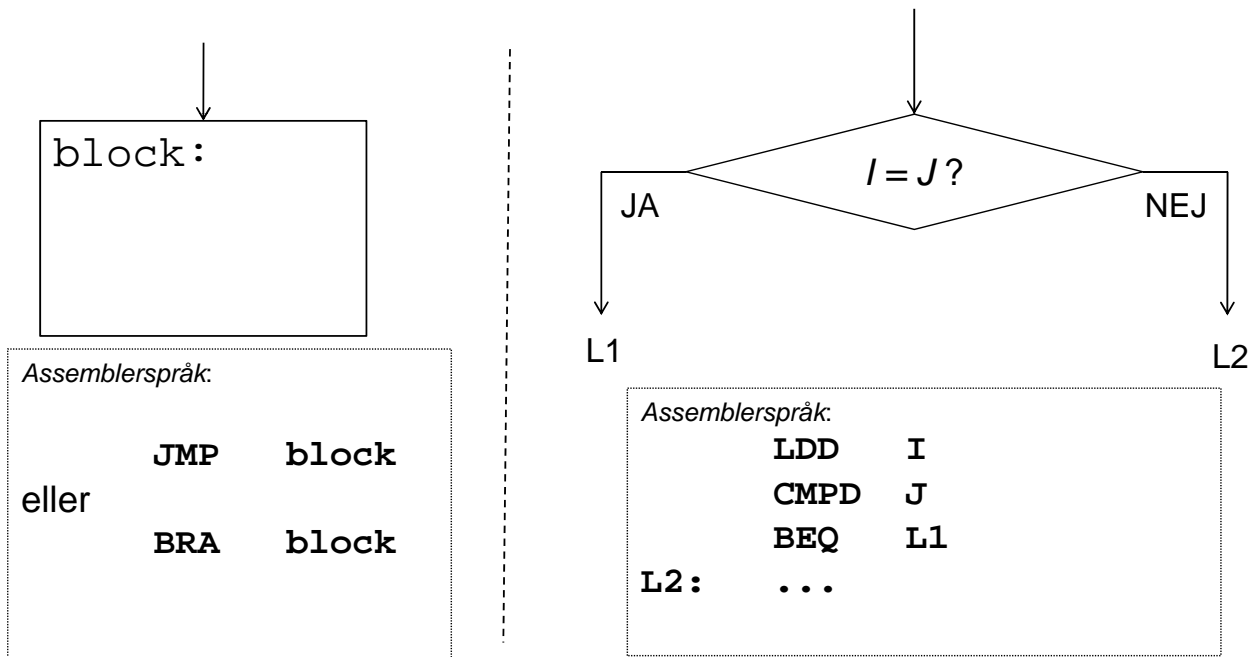 block:
Assemblerspråk:
JMP block
eller
BRA block
I = J ?
JA
NEJ
L1
L2
Assemblerspråk:
LDD I
CMPD J
BEQ L1
L2: ...